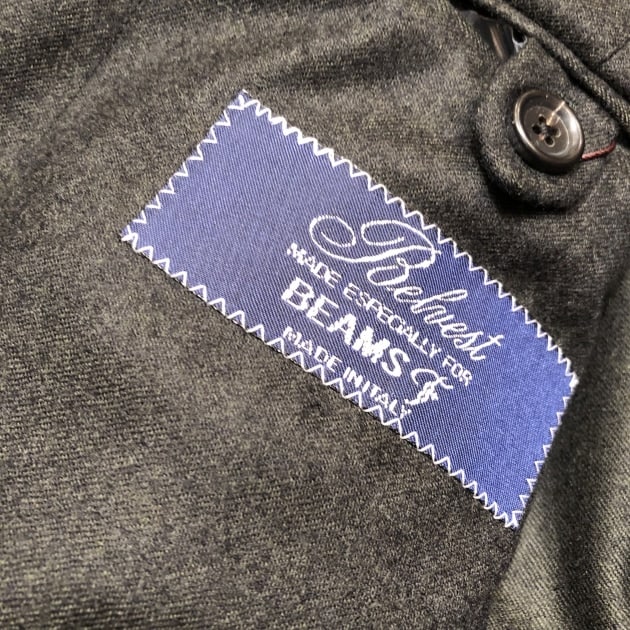 Belvest
MADE ESPECIALLY FOR
BEAMS F
MADE IN ITALY